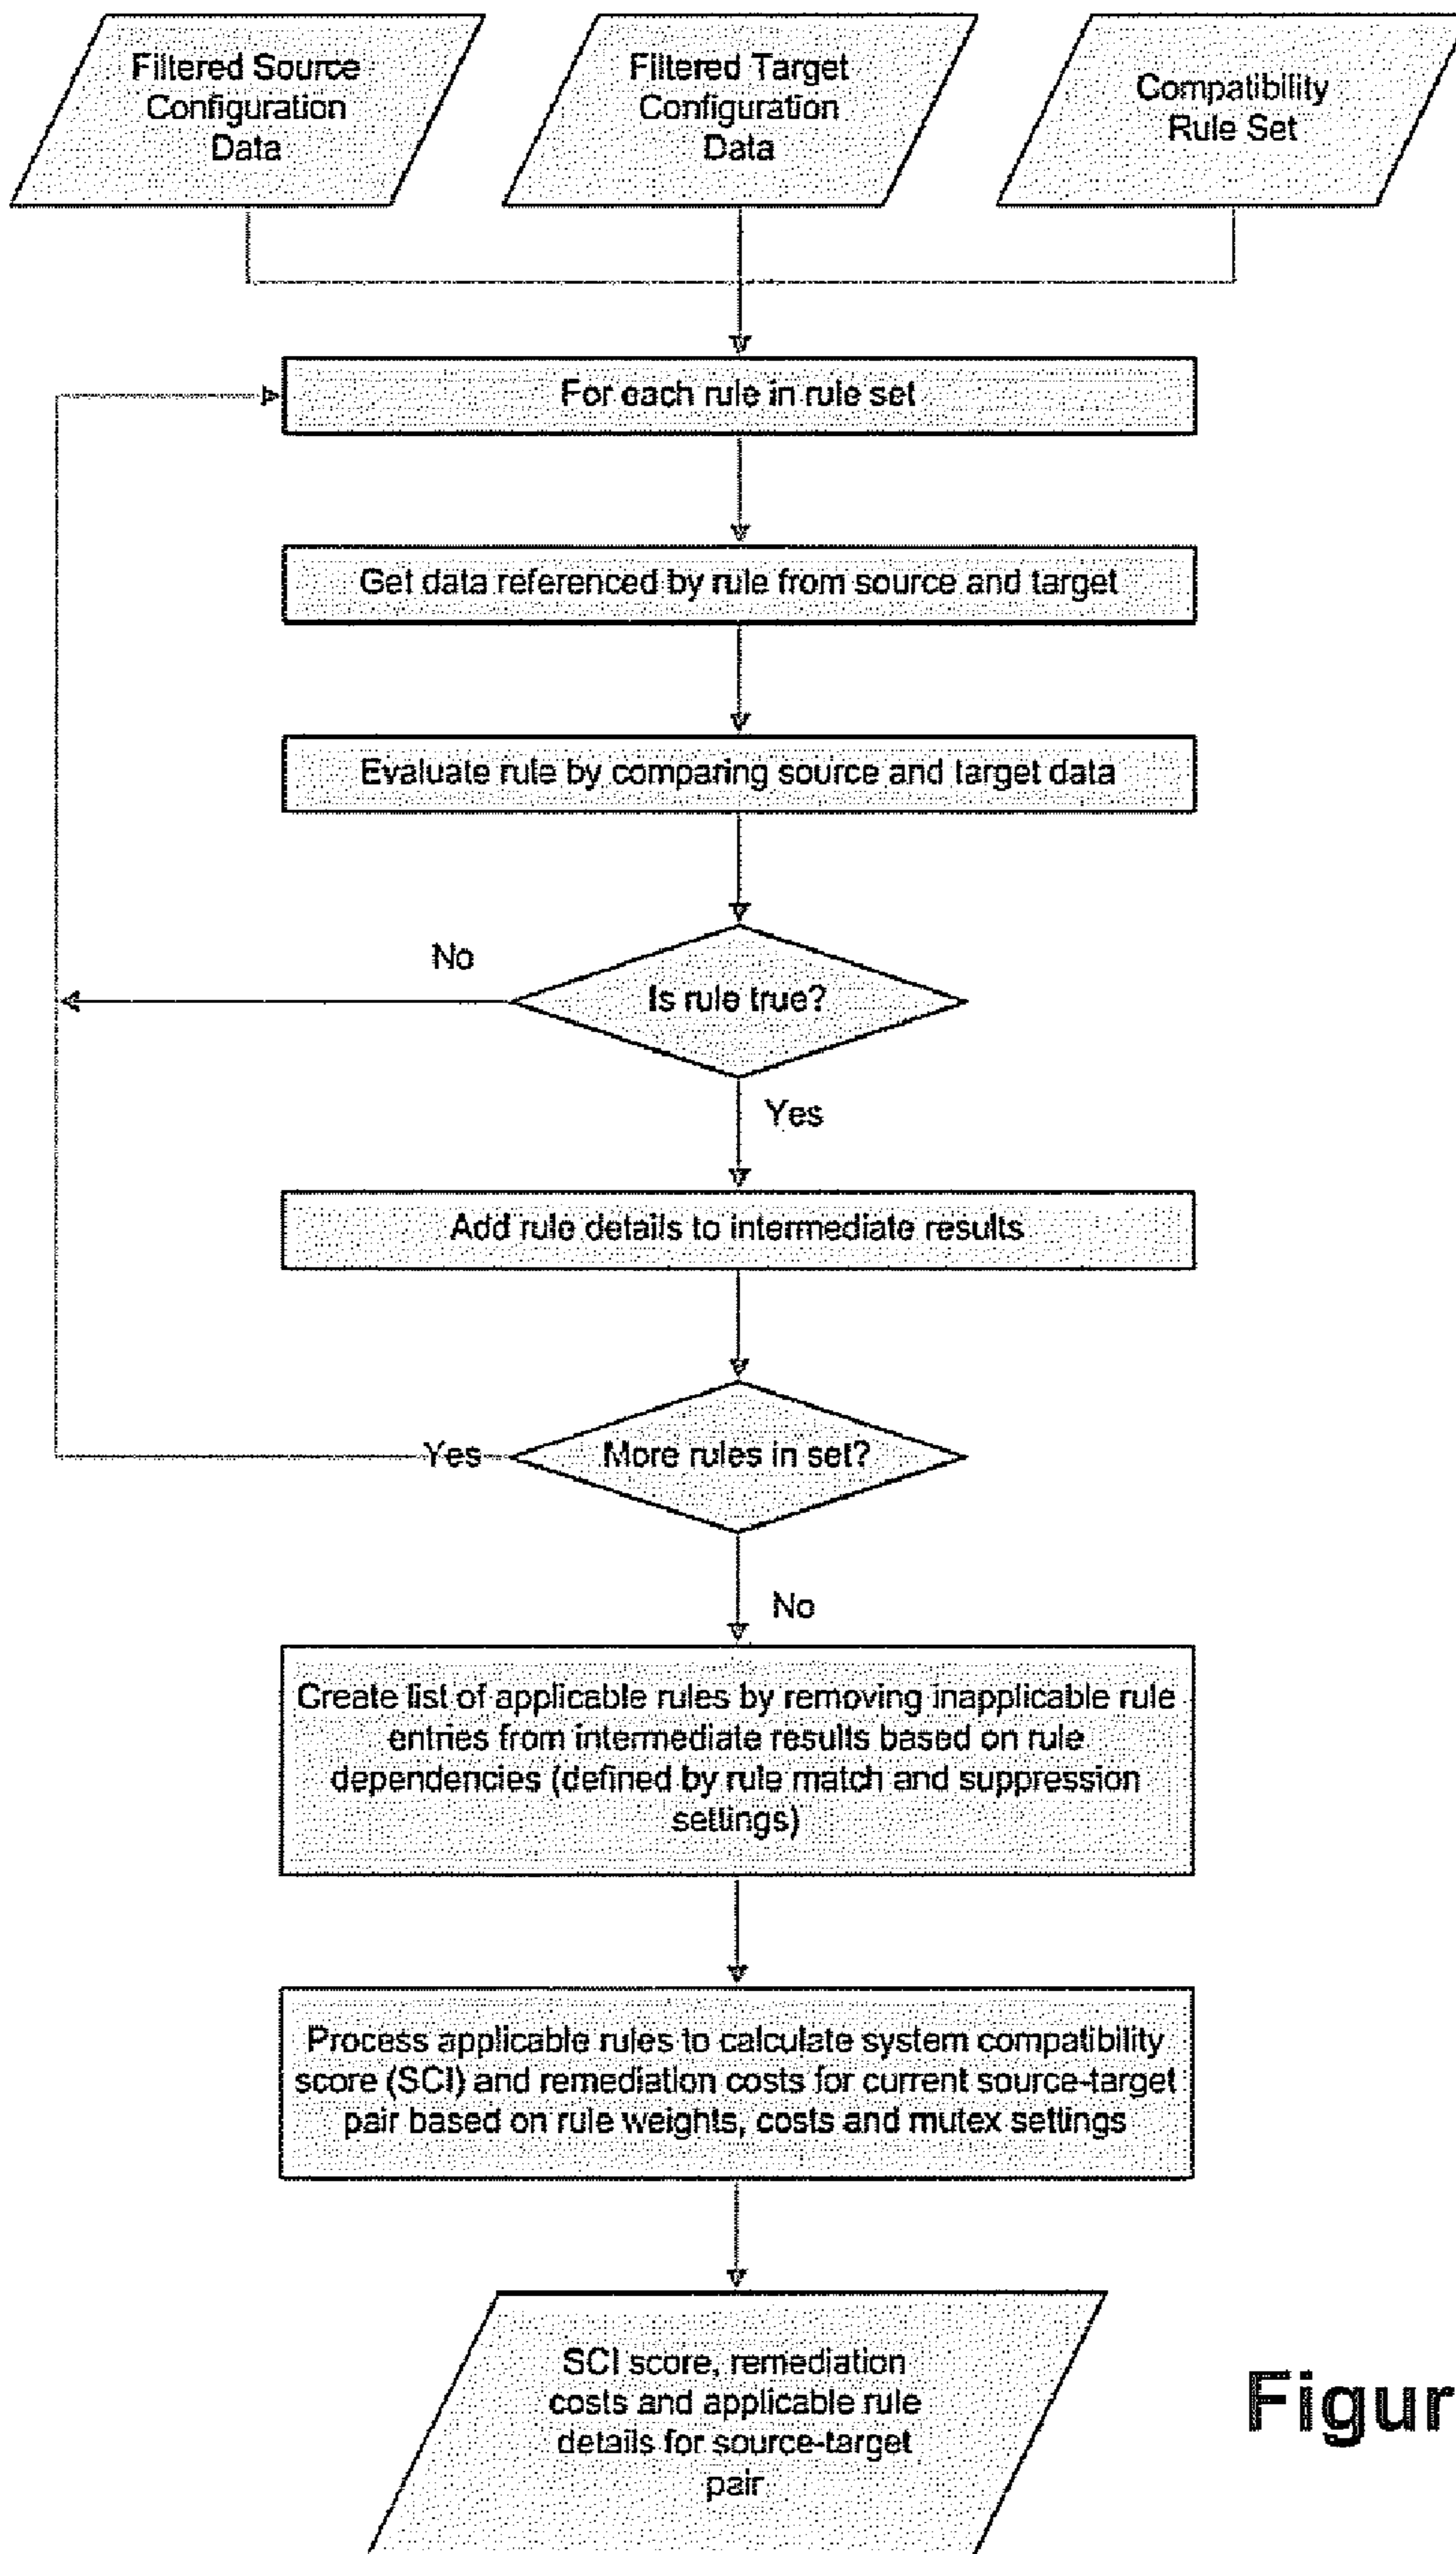 Filtered Source
Configuration
Data
Filtered Target
Configuration
Data
Compatibility
Rule Set
For each rule in rule set
Get data referenced by rule from source and target
Evaluate rule by comparing source and target data
No
Is rule true?
Yes
Add rule details to intermediate results
Yes
More rules in set?
No
Create list of applicable rules by removing inapplicable rule
entries from intermediate results based on rule
dependencies (defined by rule match and suppression
settings)
Process applicable rules to calculate system compatibility
score (SCI) and remediation costs for current source-target
pair based on rule weights, costs and mutex settings
SCI score, remediation
costs and applicable rule
details for source-target
pair
Figur